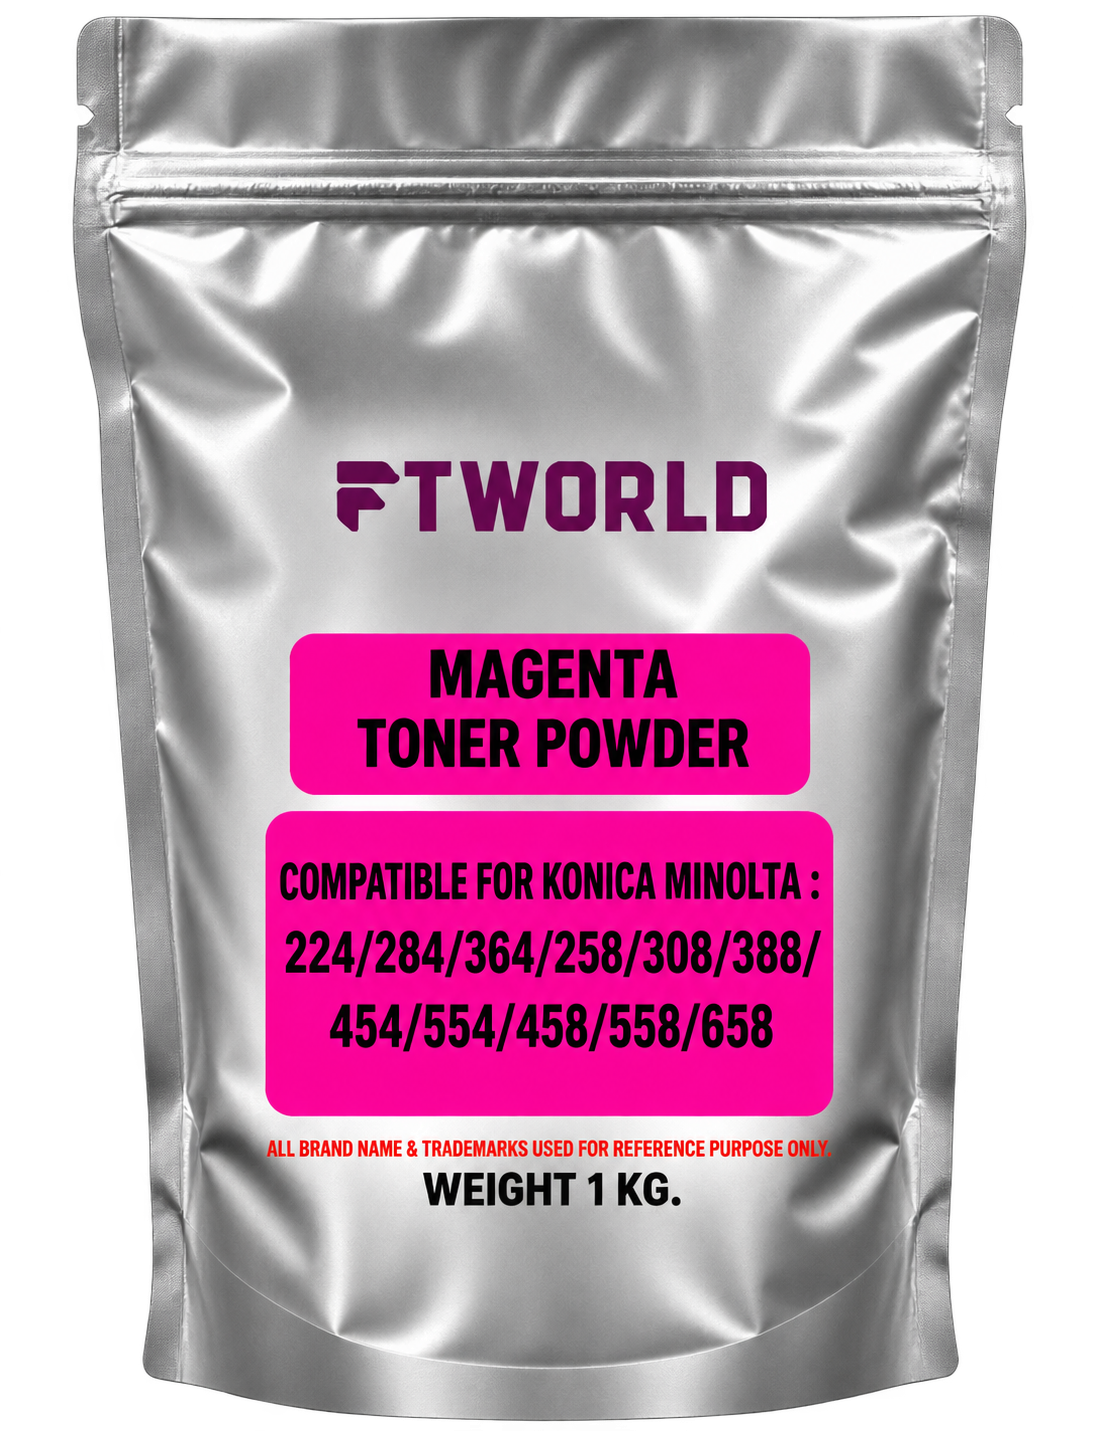 FTWORLD
MAGENTA
TONER POWDER
COMPATIBLE FOR KONICA MINOLTA :
224/284/364/258/308/388/
454/554/458/558/658
ALL BRAND NAME & TRADEMARKS USED FOR REFERENCE PURPOSE ONLY.
WEIGHT 1 KG.